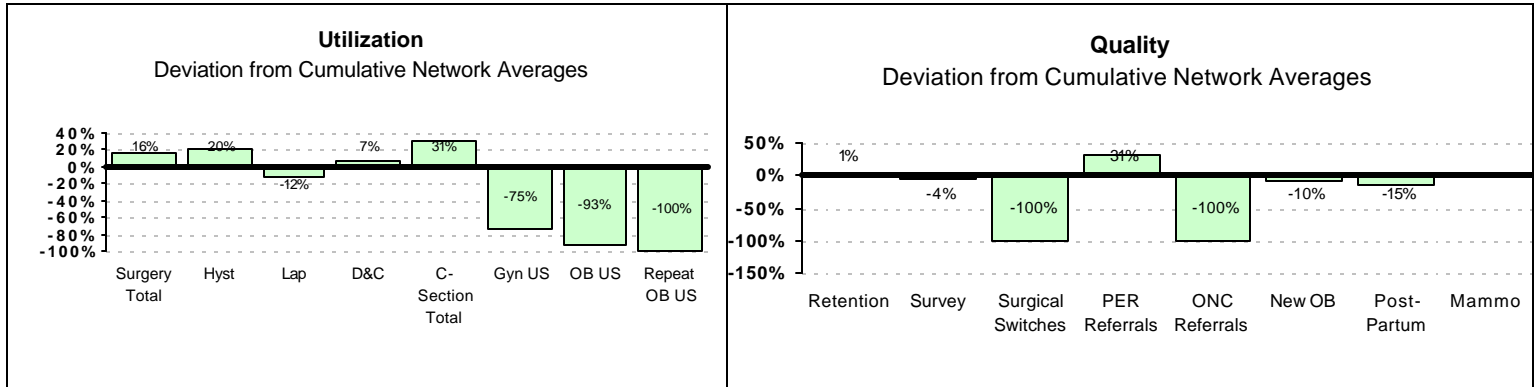 Utilization
Deviation from Cumulative Network Averages
40%
20%
0%
-20%
-40%
-60%
-80%
-100%
16%
20%
-12%
7%
31%
-75%
-93%
-100%
Surgery
Total
Hyst
Lap
D&C
C-
Section
Total
Gyn US
OB US
Repeat
OB US
Quality
Deviation from Cumulative Network Averages
50%
0%
-50%
-100%
-150%
1%
-4%
-100%
31%
-100%
-10%
-15%
Retention
Survey
Surgical
Switches
PER
Referrals
ONC
Referrals
New OB
Post-
Partum
Mammo